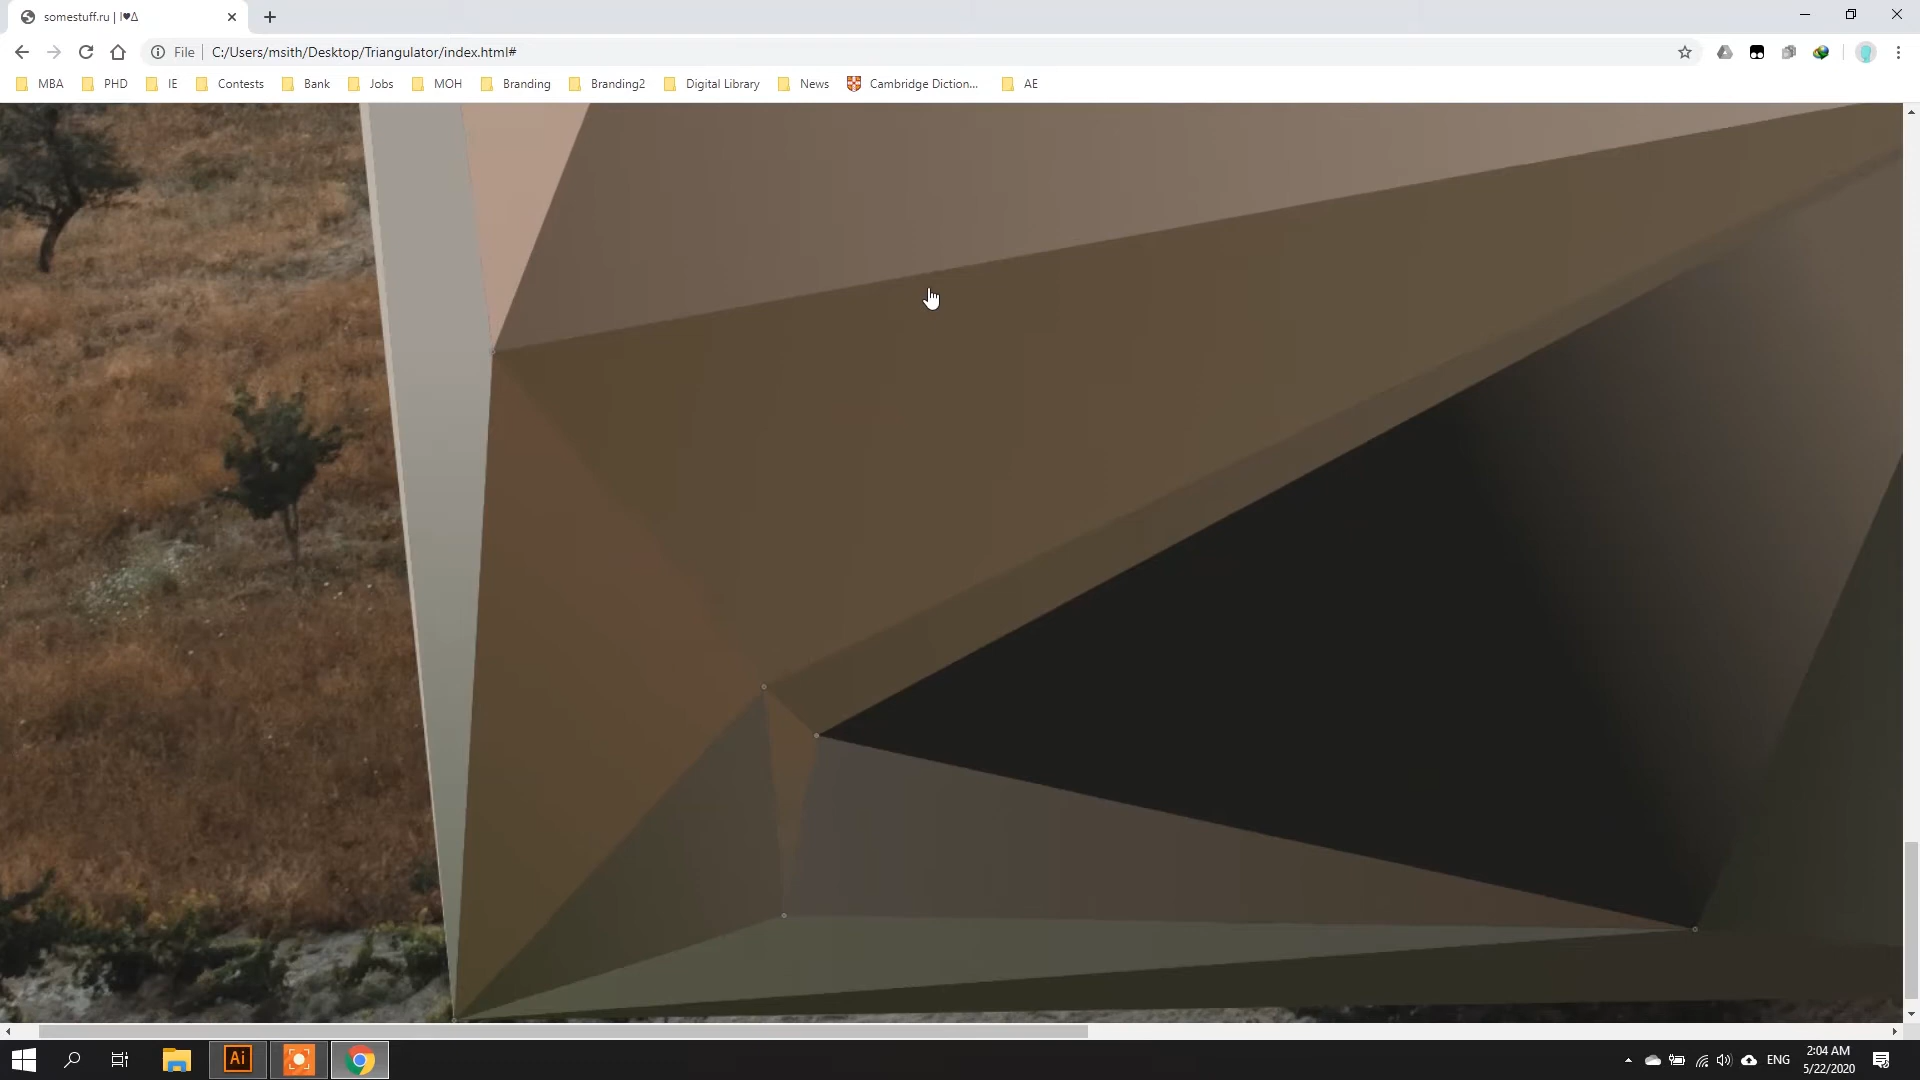 somestuff.ru | I♥Δ
File
C:/Users/msith/Desktop/Triangulator/index.html#
MBA PHD IE Contests Bank Jobs MOH Branding Branding2 Digital Library News Cambridge Diction... AE
Ai
ENG
2:04 AM
5/22/2020